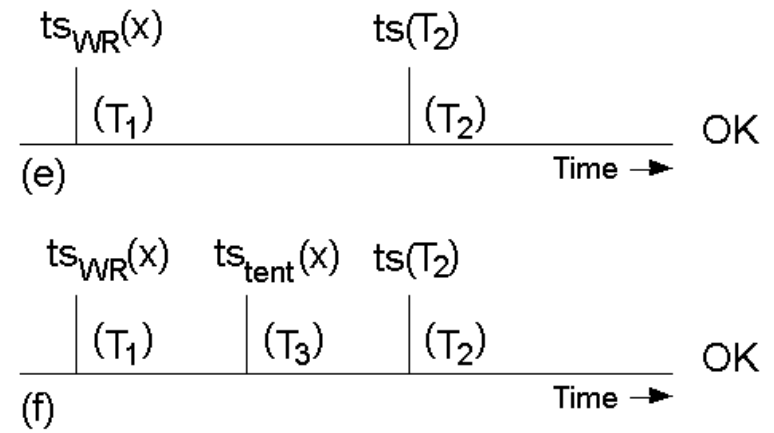 ts_WR(x) ts(T_2)
(T_1) (T_2) OK
(e) Time
ts_WR(x) ts_tent(x) ts(T_2)
(T_1) (T_3) (T_2) OK
(f) Time